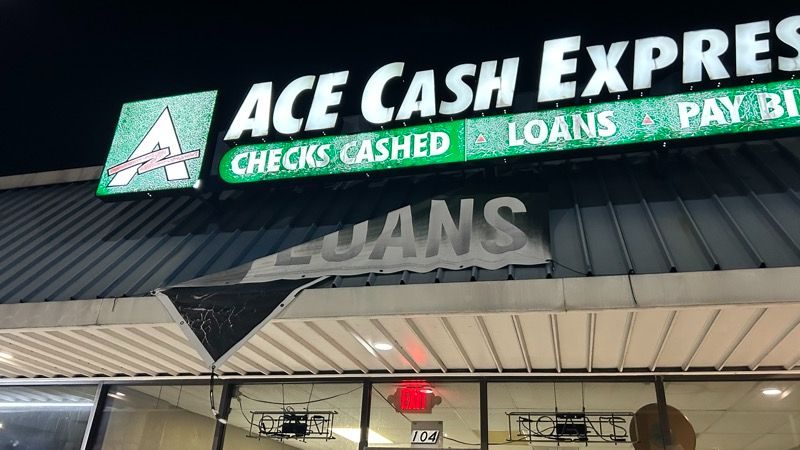 ACE CASH EXPRES
CHECKS CASHED LOANS PAY BI
LOANS
EXIT
OPEN
104
LOANS